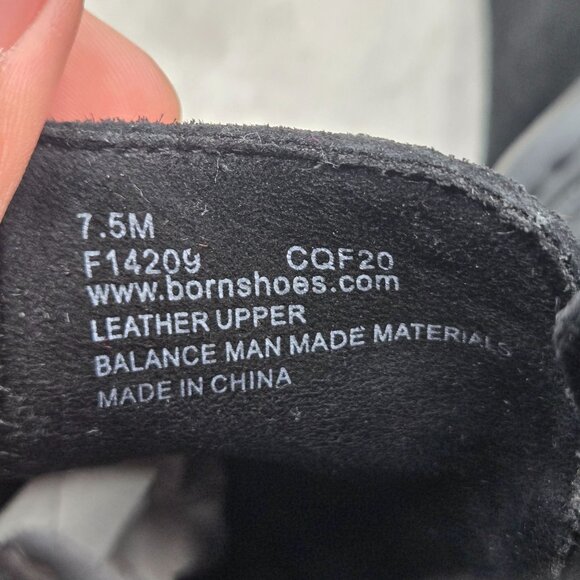 7.5M
F14209 CQF20
www.bornshoes.com
LEATHER UPPER
BALANCE MAN MADE MATERIALS
MADE IN CHINA